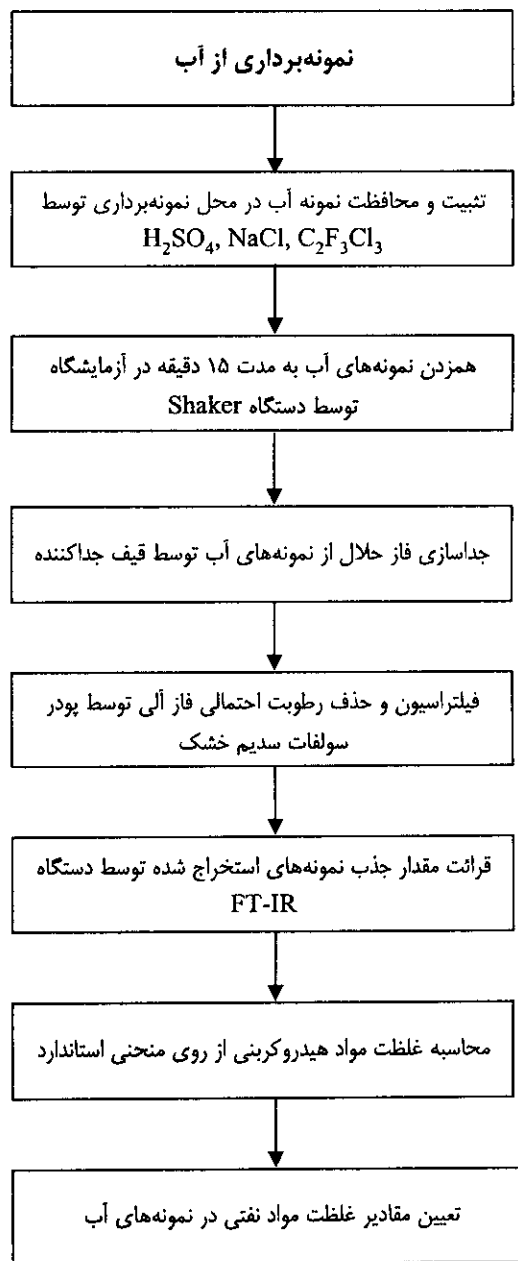 نمونه‌برداری از آب
تثبیت و محافظت نمونه آب در محل نمونه‌برداری توسط
H₂SO₄, NaCl, C₂F₃Cl₃
همزدن نمونه‌های آب به مدت ۱۵ دقیقه در آزمایشگاه
توسط دستگاه Shaker
جداسازی فاز حلال از نمونه‌های آب توسط قیف جداکننده
فیلتراسیون و حذف رطوبت احتمالی فاز آلی توسط پودر
سولفات سدیم خشک
قرائت مقدار جذب نمونه‌های استخراج شده توسط دستگاه
FT-IR
محاسبه غلظت مواد هیدروکربنی از روی منحنی استاندارد
تعیین مقادیر غلظت مواد نفتی در نمونه‌های آب